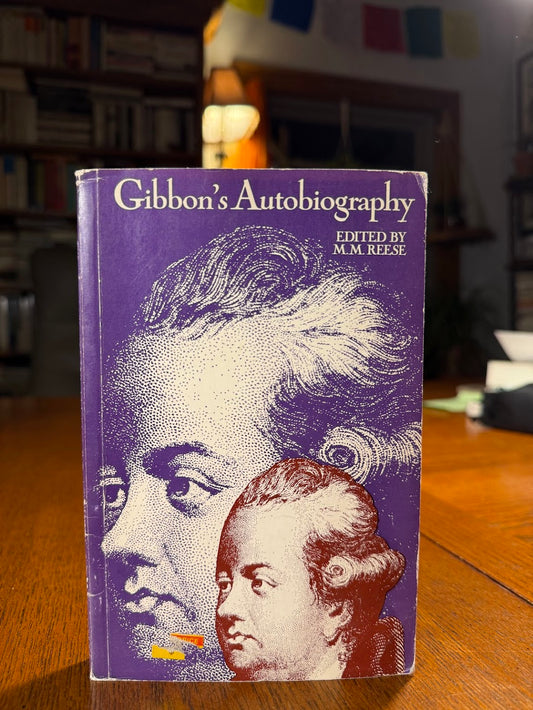 Gibbon's Autobiography
EDITED BY
M.M. REESE